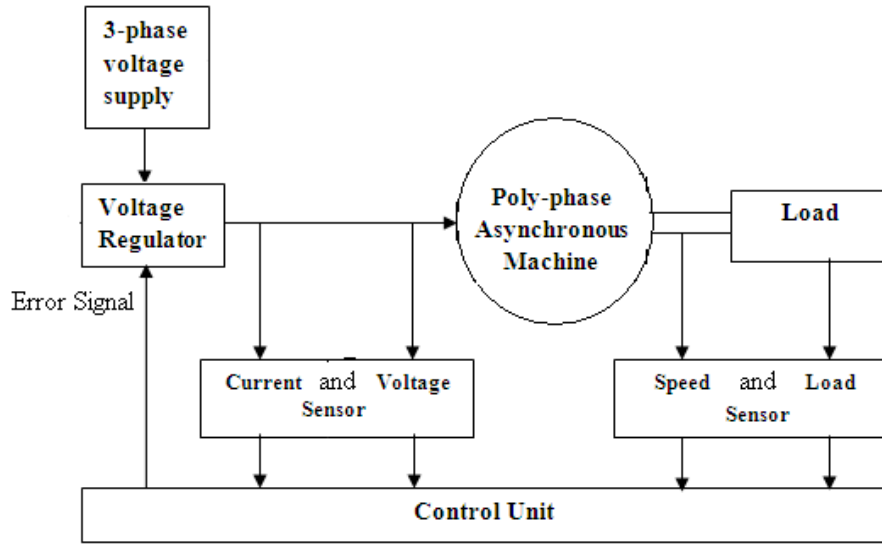 3-phase
voltage
supply
Voltage
Regulator
Poly-phase
Asynchronous
Machine
Load
Error Signal
Current and Voltage
Sensor
Speed and Load
Sensor
Control Unit